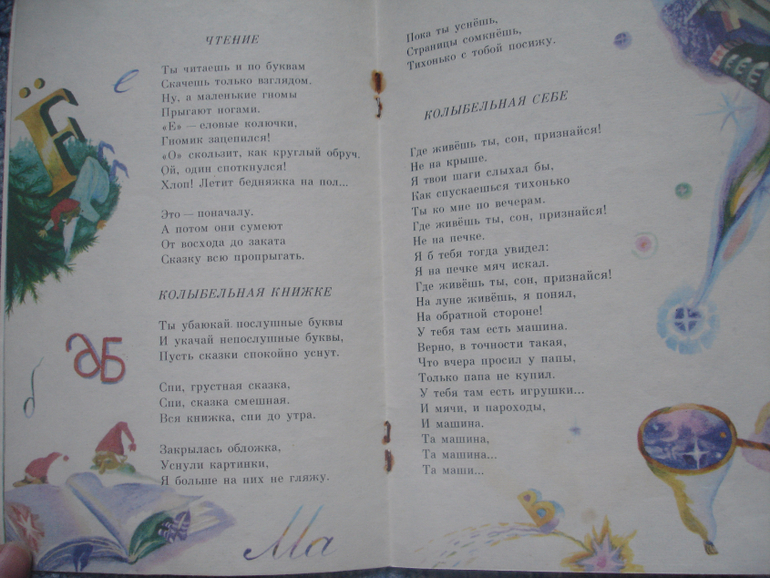 ЧТЕНИЕ
Ты читаешь и по буквам
Скачешь только взглядом.
Ну, а маленькие гномы
Прыгают ногами.
«Е» — еловые колючки,
Гномик зацепился!
«О» скользит, как круглый обруч.
Ой, один споткнулся!
Хлоп! Летит бедняжка на пол...
Это — поначалу.
А потом они сумеют
От восхода до заката
Сказку всю пропрыгать.
КОЛЫБЕЛЬНАЯ КНИЖКЕ
Ты убаюкай послушные буквы
И укачай непослушные буквы,
Пусть сказки спокойно уснут.
Спи, грустная сказка,
Спи, сказка смешная.
Вся книжка, спи до утра.
Закрылась обложка,
Уснули картинки,
Я больше на них не гляжу.
Ё
е
аБ
б
Ма
Пока ты уснёшь,
Страницы сомкнёшь,
Тихонько с тобой посижу.
КОЛЫБЕЛЬНАЯ СЕБЕ
Где живёшь ты, сон, признайся!
Не на крыше.
Я твои шаги слыхал бы,
Как спускаешься тихонько
Ты ко мне по вечерам.
Где живёшь ты, сон, признайся!
Не на печке.
Я б тебя тогда увидел:
Я на печке мяч искал.
Где живёшь ты, сон, признайся!
На луне живёшь, я понял,
На обратной стороне!
У тебя там есть машина.
Верно, в точности такая,
Что вчера просил у папы,
Только папа не купил.
У тебя там есть игрушки...
И мячи, и пароходы,
И машина.
Та машина,
Та машина...
Та маши...
В